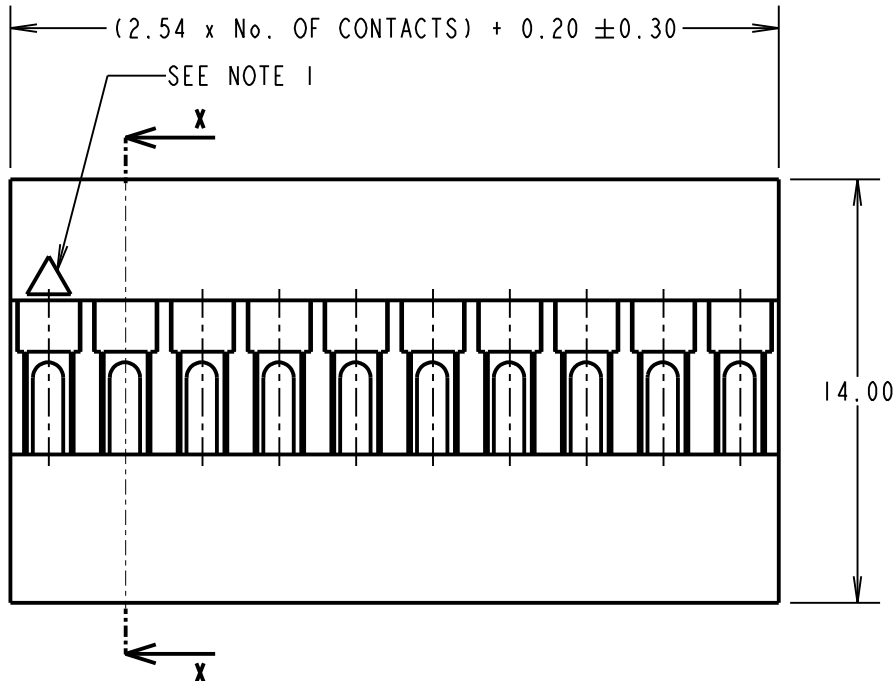 (2.54 x No. OF CONTACTS) + 0.20 ±0.30
SEE NOTE 1
X
14.00
X